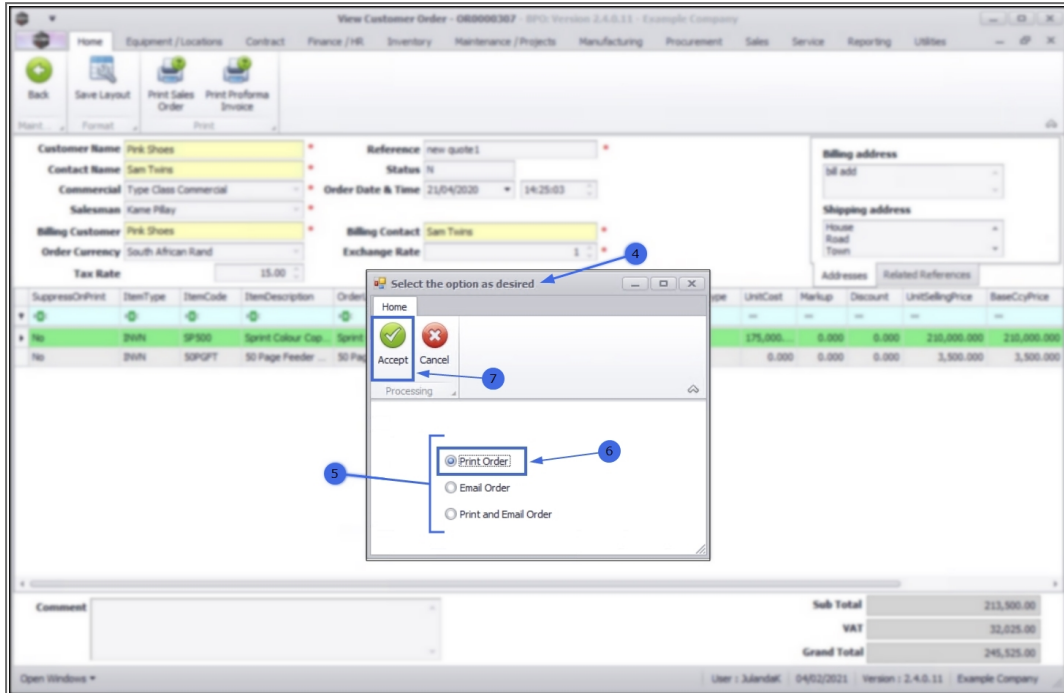 View Customer Order - OR0000307 - BPO: Version 2.4.0.11 - Example Company
Home Equipment / Locations Contract Finance / HR Inventory Maintenance / Projects Manufacturing Procurement Sales Service Reporting Utilities
Back Save Layout Print Sales Order Print Proforma Invoice
Maint... Format Print
Customer Name Pink Shoes * Reference new quote1 * Billing address
Contact Name Sam Twins * Status N bill add
Commercial Type Class Commercial * Order Date & Time 21/04/2020 14:25:03
Salesman Kame Pillay * Shipping address
Billing Customer Pink Shoes * Billing Contact Sam Twins * House
Order Currency South African Rand Exchange Rate 1 * Road
Town
Tax Rate 15.00 4 Addresses Related References
Select the option as desired
SuppressOnPrint ItemType ItemCode ItemDescription UnitCost Markup Discount UnitSellingPrice BaseCcyPrice
Home
No INVN SP500 Sprint Colour Cop... Sprint 175,000.... 0.000 0.000 210,000.000 210,000.000
No INVN 50PGFT 50 Page Feeder ... 50 Pag 0.000 0.000 0.000 3,500.000 3,500.000
Accept Cancel
7
Processing
6
Print Order
5
Email Order
Print and Email Order
Comment Sub Total 213,500.00
VAT 32,025.00
Grand Total 245,525.00
Open Windows User : JulandaK 04/02/2021 Version : 2.4.0.11 Example Company